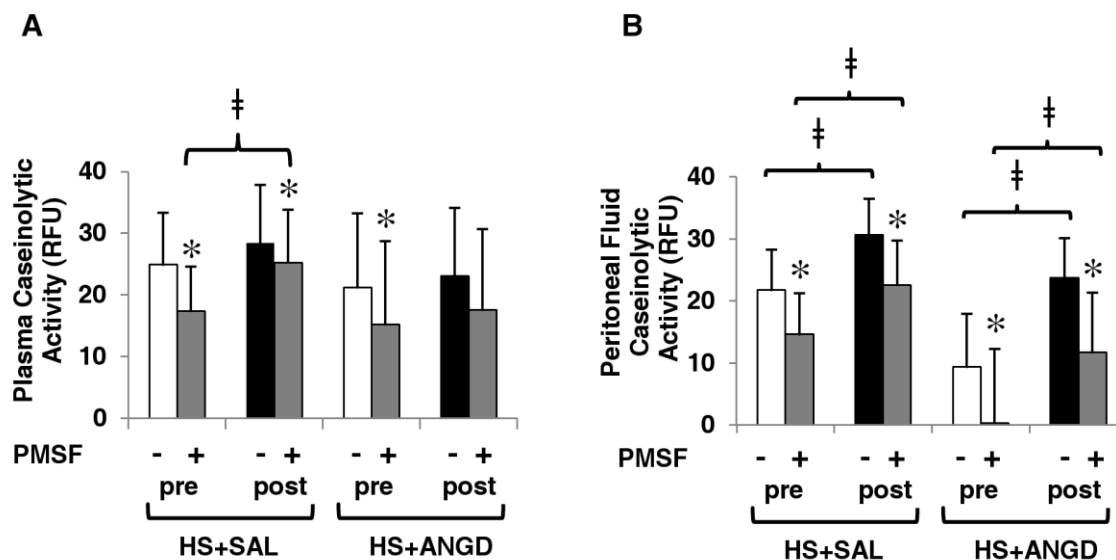 A
‡
Plasma Caseinolytic
Activity (RFU)
40
30
20
10
0
* * *
PMSF - + - + - + - +
pre post pre post
HS+SAL HS+ANGD
B
‡
‡
‡
‡
Peritoneal Fluid
Caseinolytic
Activity (RFU)
40
30
20
10
0
* * * *
PMSF - + - + - + - +
pre post pre post
HS+SAL HS+ANGD